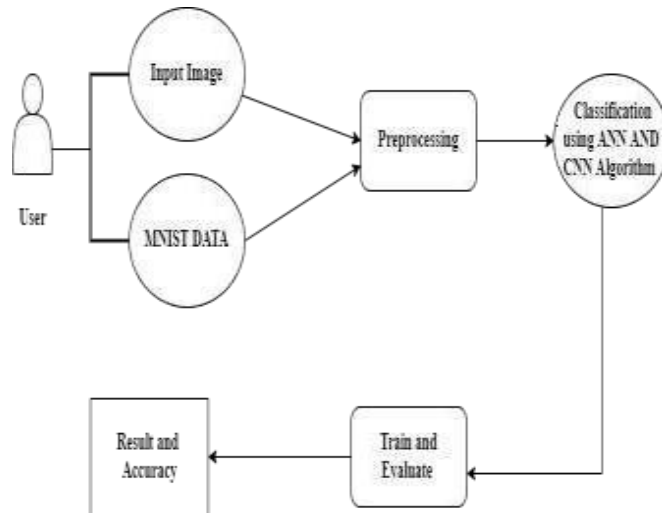 Input Image
User
MNIST DATA
Preprocessing
Classification
using ANN AND
CNN Algorithm
Train and
Evaluate
Result and
Accuracy